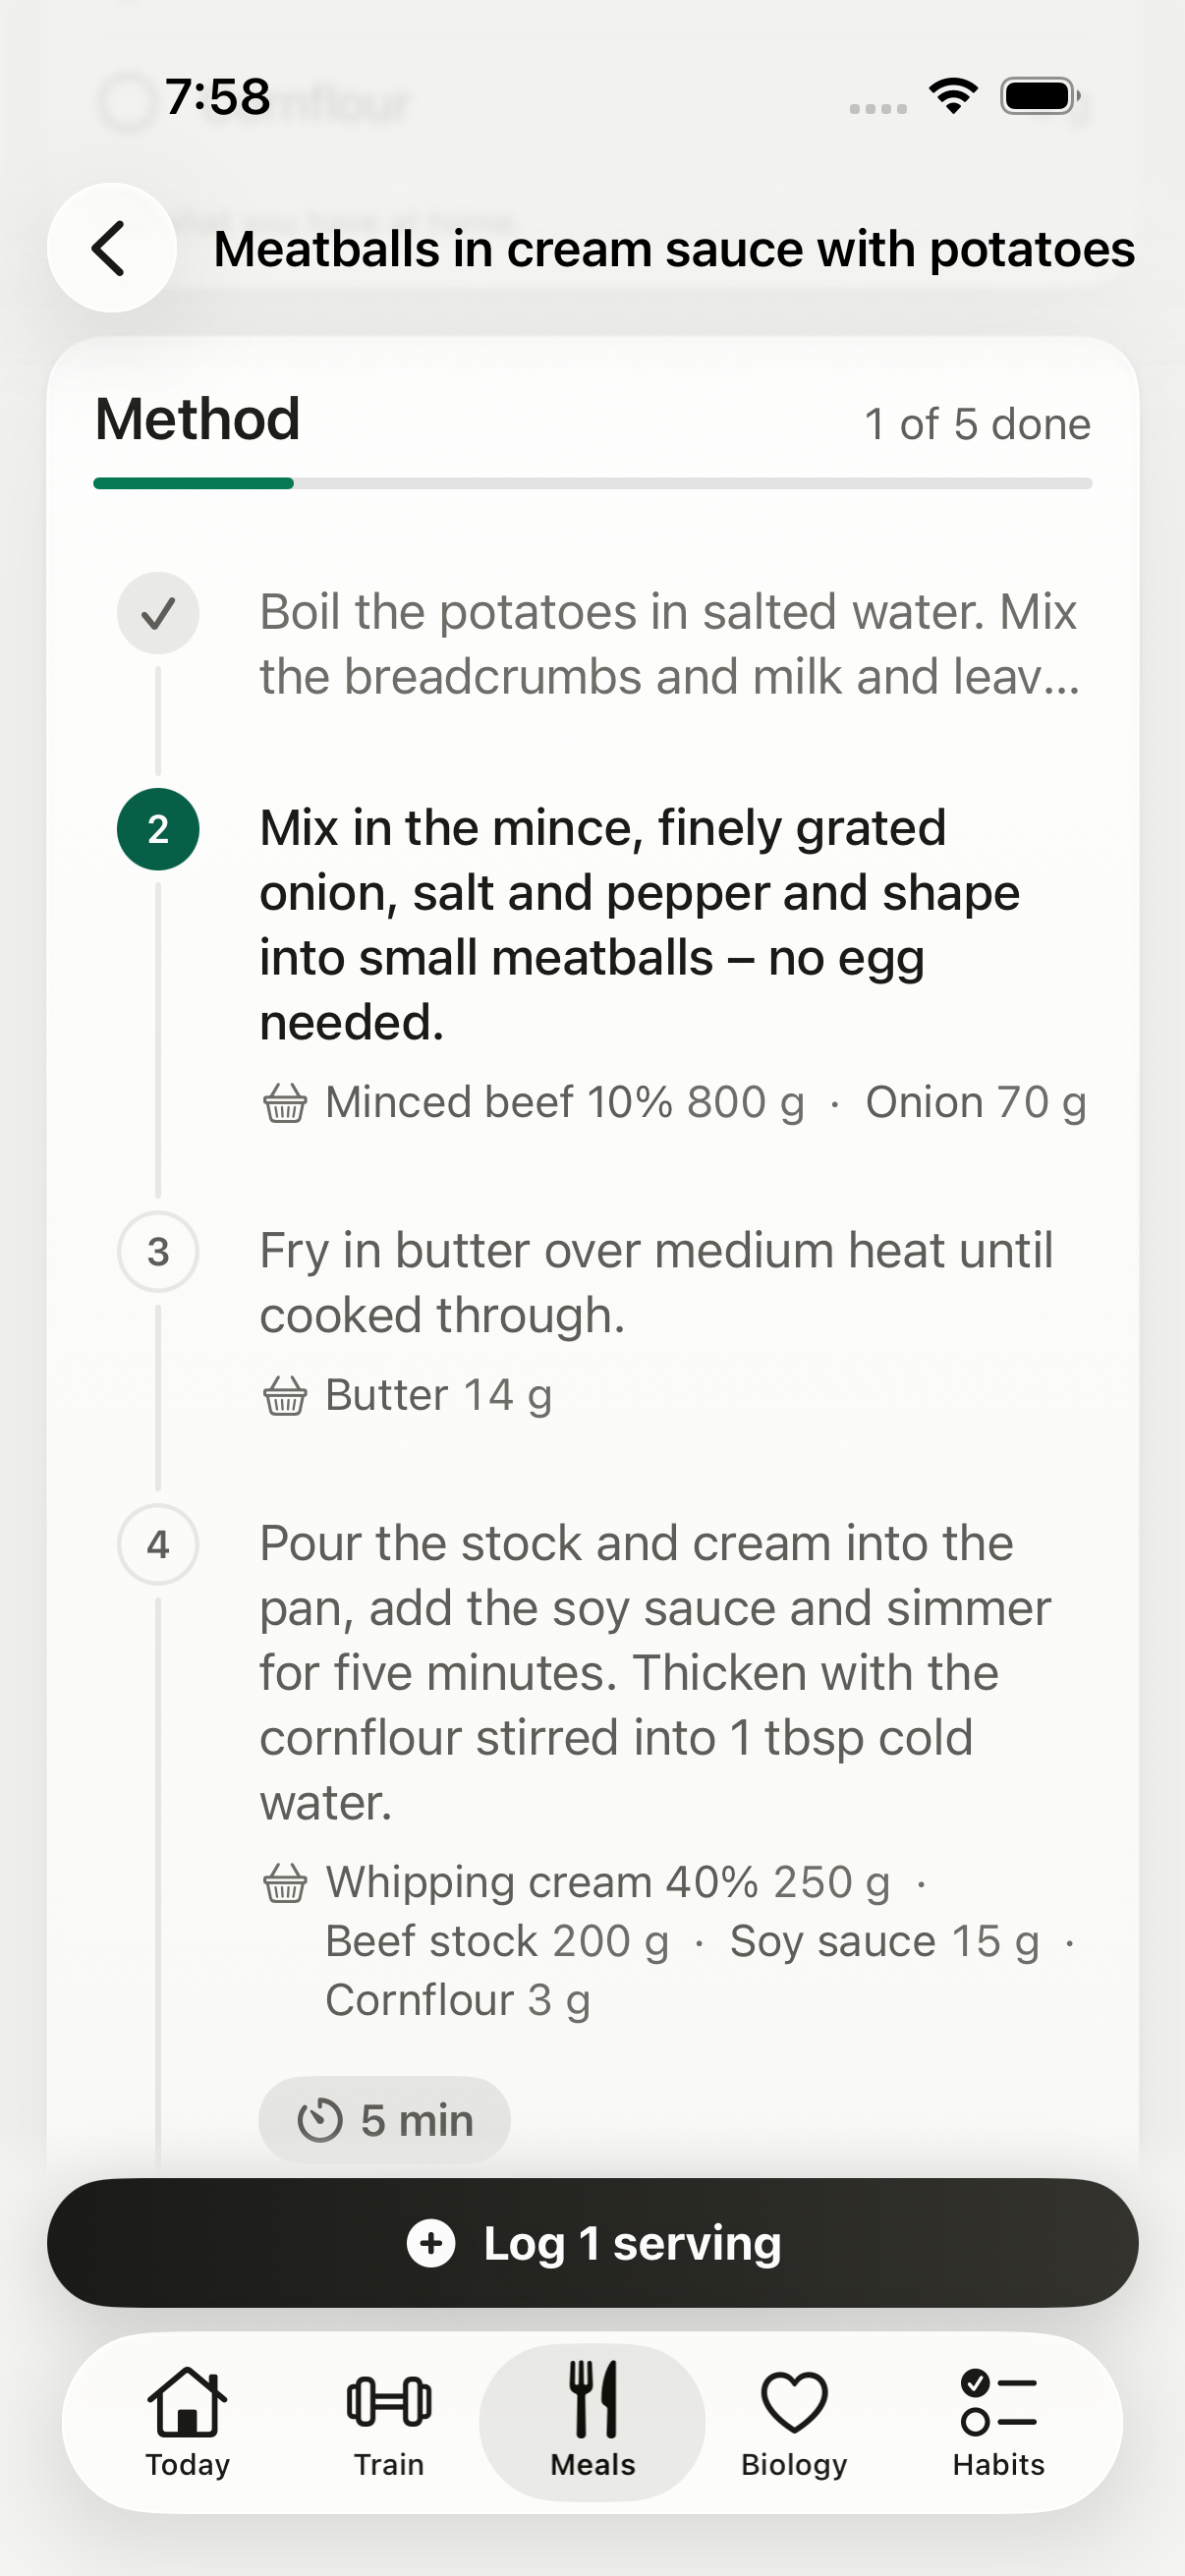 7:58
Meatballs in cream sauce with potatoes
Method
1 of 5 done
Boil the potatoes in salted water. Mix
the breadcrumbs and milk and leav...
2
Mix in the mince, finely grated
onion, salt and pepper and shape
into small meatballs – no egg
needed.
Minced beef 10% 800 g · Onion 70 g
3
Fry in butter over medium heat until
cooked through.
Butter 14 g
4
Pour the stock and cream into the
pan, add the soy sauce and simmer
for five minutes. Thicken with the
cornflour stirred into 1 tbsp cold
water.
Whipping cream 40% 250 g ·
Beef stock 200 g · Soy sauce 15 g ·
Cornflour 3 g
5 min
Log 1 serving
Today
Train
Meals
Biology
Habits